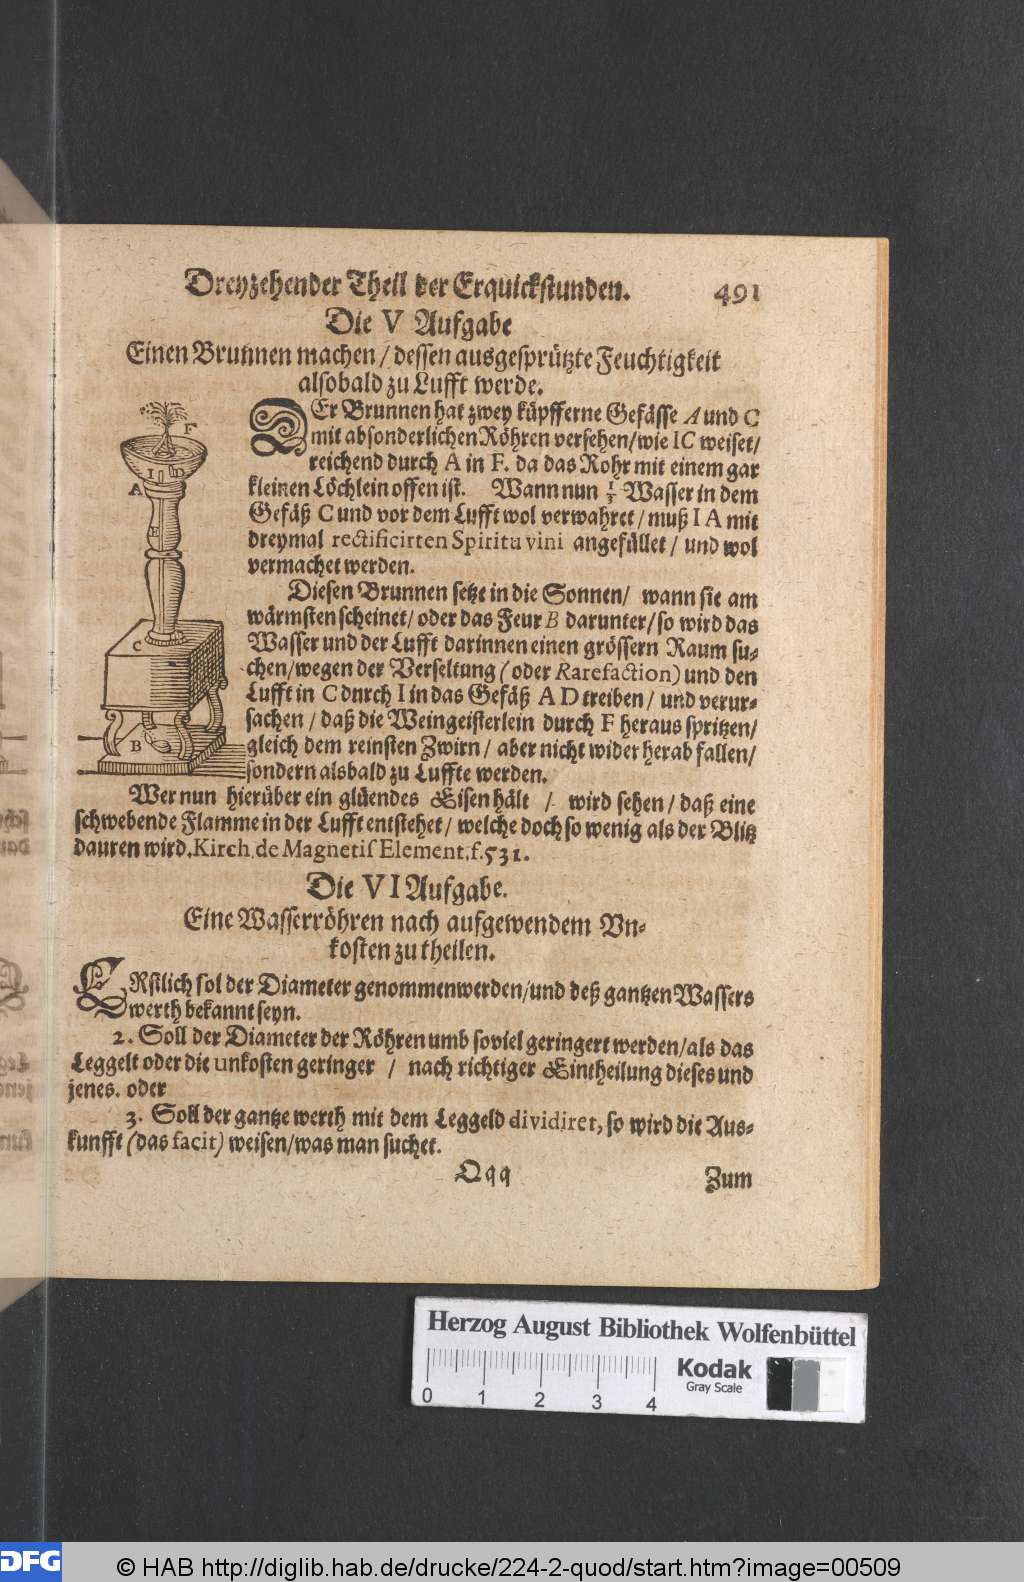 Dreyzehender Theil der Erquickstunden. 491
Die V Aufgabe
Einen Brunnen machen / dessen ausgesprützte Feuchtigkeit
alsobald zu Lufft werde.
DEr Brunnen hat zwey küpfferne Gefässe A und C
mit absonderlichen Röhren versehen/wie IC weiset/
reichend durch A in F. da das Rohr mit einem gar
kleinen Löchlein offen ist. Wann nun ⅓ Wasser in dem
Gefäß C und vor dem Lufft wol verwahret / muß I A mit
dreymal rectificirten Spiritu vini angefüllet / und wol
vermachet werden.
Diesen Brunnen setze in die Sonnen/ wann sie am
wärmsten scheinet/ oder das Feur B darunter/ so wird das
Wasser und der Lufft darinnen einen grössern Raum su-
chen/wegen der Verseltung (oder Rarefaction) und den
Lufft in C durch I in das Gefäß A D treiben / und verur-
sachen / daß die Weingeisterlein durch F heraus spritzen/
gleich dem reinsten Zwirn / aber nicht wider herab fallen/
sondern alsbald zu Luffte werden.
Wer nun hierüber ein glüendes Eisen hält / wird sehen/ daß eine
schwebende Flamme in der Lufft entstehet/ welche doch so wenig als der Blitz
dauren wird. Kirch. de Magnetis Element. f. 531.
Die VI Aufgabe.
Eine Wasserröhren nach aufgewendem Vn-
kosten zu theilen.
ERstlich sol der Diameter genommen werden/und deß gantzen Wassers
werth bekannt seyn.
2. Soll der Diameter der Röhren umb soviel geringert werden/als das
Leggelt oder die unkosten geringer / nach richtiger Eintheilung dieses und
jenes. oder
3. Soll der gantze werth mit dem Leggeld dividiret, so wird die Aus-
kunfft (das facit) weisen/was man suchet.
Qqq Zum
F
I D
A
E
C
B
Herzog August Bibliothek Wolfenbüttel
Kodak
Gray Scale
0 1 2 3 4
DFG
© HAB http://diglib.hab.de/drucke/224-2-quod/start.htm?image=00509